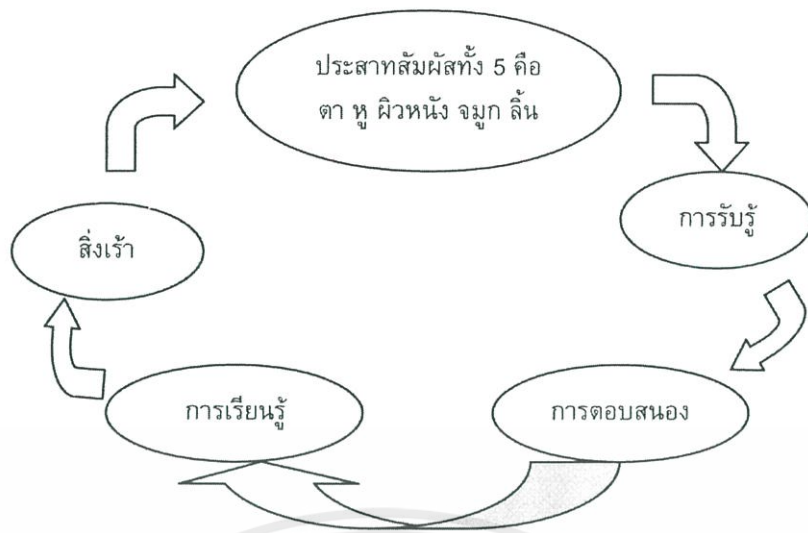 ประสาทสัมผัสทั้ง 5 คือ
ตา หู ผิวหนัง จมูก ลิ้น
การรับรู้
สิ่งเร้า
การเรียนรู้
การตอบสนอง